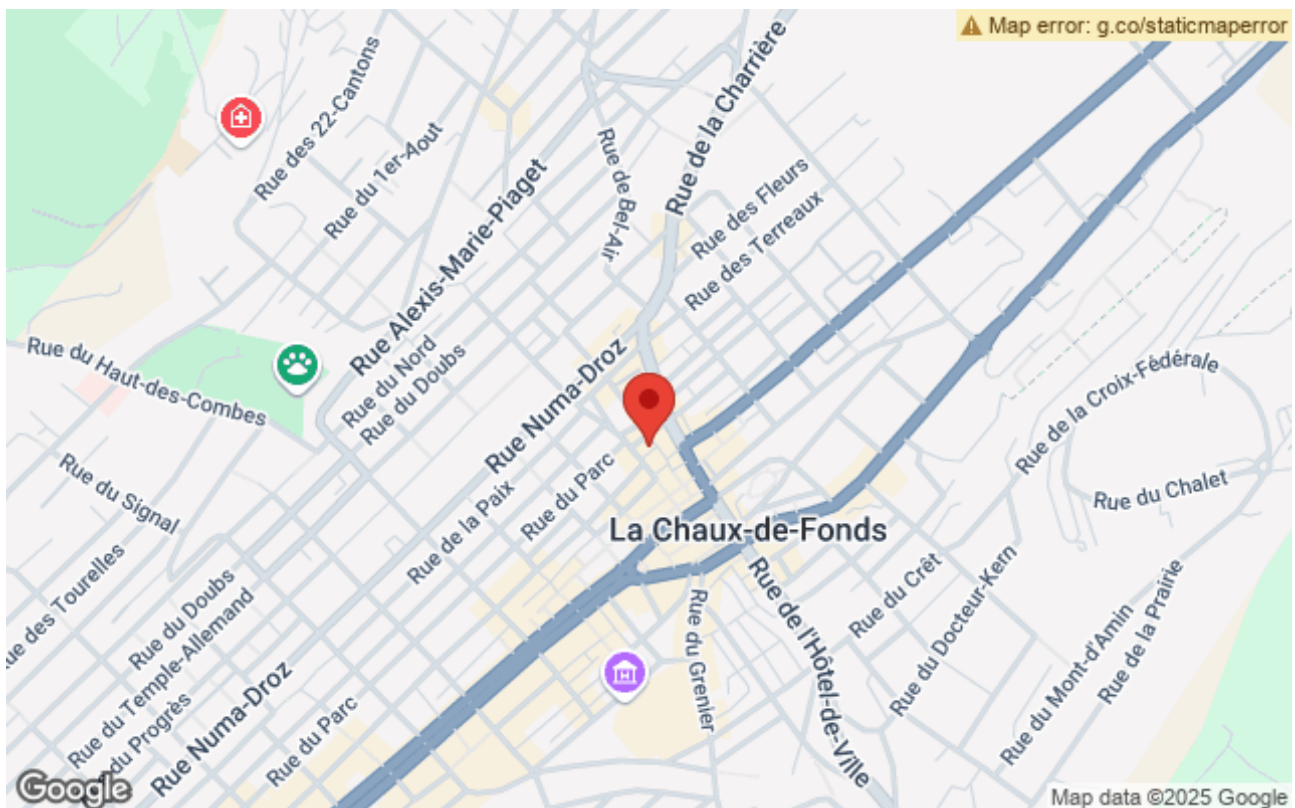 Map error: g.co/staticmaperror
Rue des 22-Cantons
Rue du 1er-Aout
Rue Alexis-Marie-Piaget
Rue de Bel-Air
Rue de la Charrière
Rue des Fleurs
Rue des Terreaux
Rue du Haut-des-Combes
Rue du Nord
Rue du Doubs
Rue Numa-Droz
Rue de la Croix-Fédérale
Rue du Chalet
Rue du Signal
Rue de la Paix
Rue du Parc
La Chaux-de-Fonds
Rue des Tourelles
Rue du Doubs
Rue du Temple-Allemand
du Progrès
Rue Numa-Droz
Rue du Parc
Rue du Grenier
Rue de l'Hôtel-de-Ville
Rue du Crêt
Rue du Docteur-Kern
Rue du Mont-d'Amin
Rue de la Prairie
Google
Map data ©2025 Google